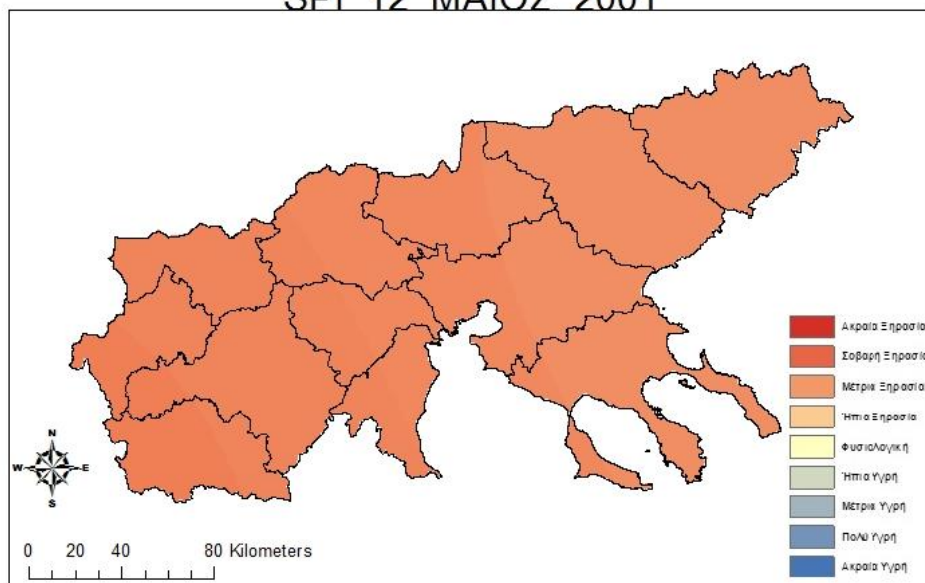 SPI 12 ΜΑΙΟΣ 2001
Ακραία Ξηρασία
Σοβαρή Ξηρασία
Μέτρια Ξηρασία
Ήπια Ξηρασία
Φυσιολογική
Ήπια Υγρή
Μέτρια Υγρή
Πολύ Υγρή
Ακραία Υγρή
N
W E
S
0 20 40 80 Kilometers